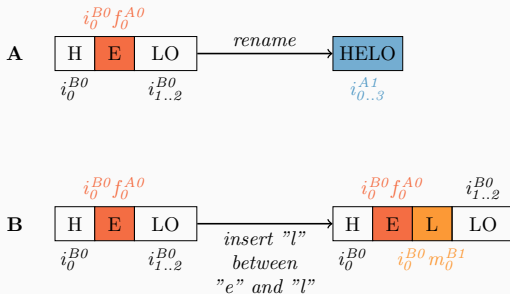 i_0^{B0} f_0^{A0}
A H E LO rename HELO
i_0^{B0} i_{1..2}^{B0} i_{0..3}^{A1}
i_0^{B0} f_0^{A0} i_0^{B0} f_0^{A0} i_{1..2}^{B0}
B H E LO H E L LO
i_0^{B0} i_{1..2}^{B0} insert "l" i_0^{B0} i_0^{B0} m_0^{B1}
between
"e" and "l"